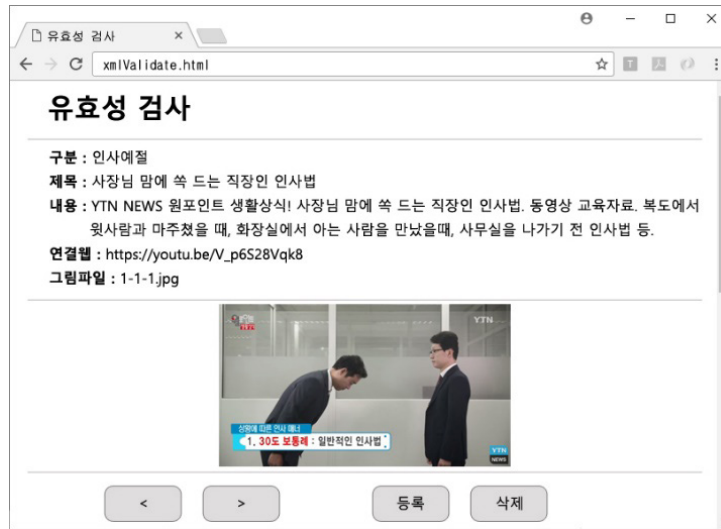 유효성 검사
xmlValidate.html
유효성 검사
구분 : 인사예절
제목 : 사장님 맘에 쏙 드는 직장인 인사법
내용 : YTN NEWS 원포인트 생활상식! 사장님 맘에 쏙 드는 직장인 인사법. 동영상 교육자료. 복도에서
윗사람과 마주쳤을 때, 화장실에서 아는 사람을 만났을때, 사무실을 나가기 전 인사법 등.
연결웹 : https://youtu.be/V_p6S28Vqk8
그림파일 : 1-1-1.jpg
YTN
상황에 따른 인사 매너
1. 30도 보통례 : 일반적인 인사법
YTN
NEWS
< > 등록 삭제